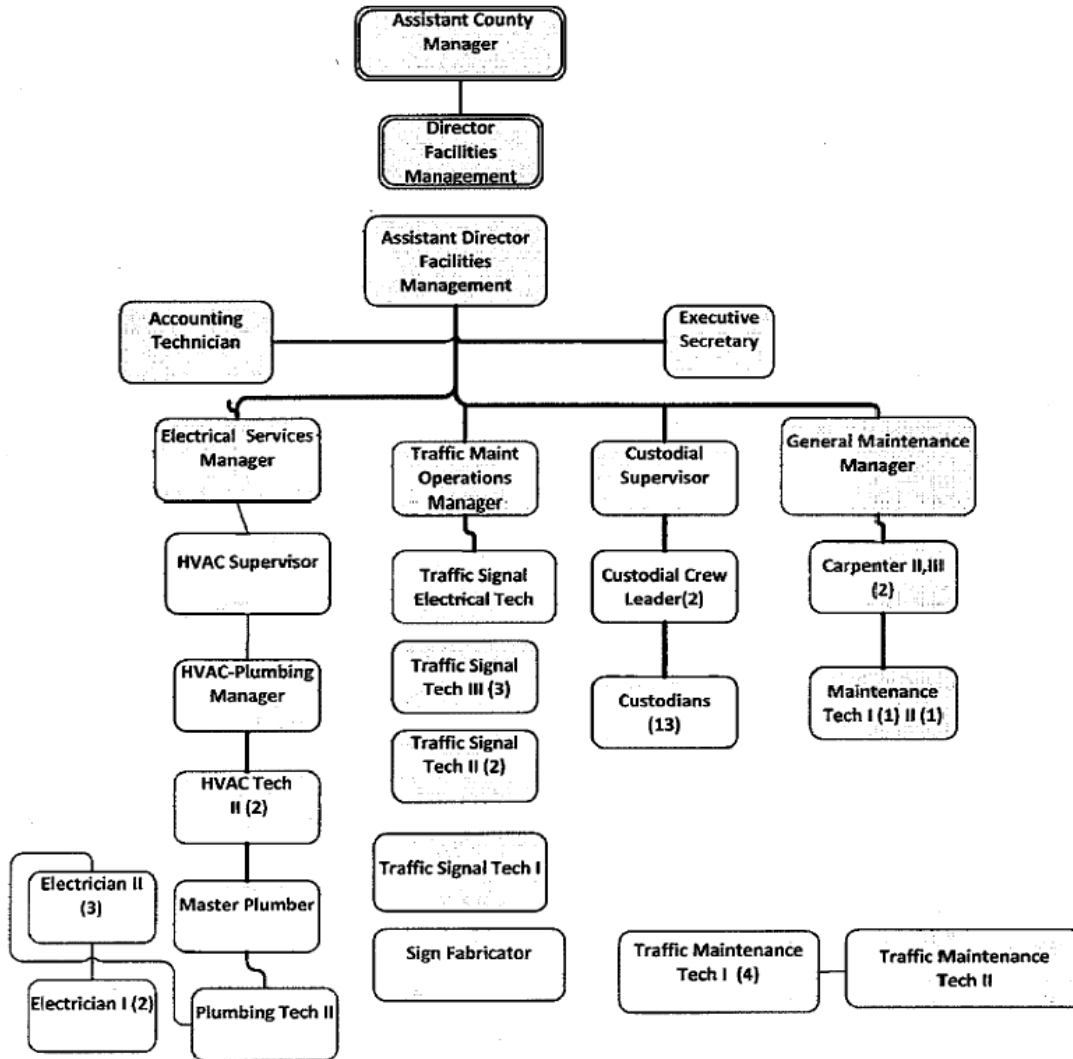 Assistant County
Manager
Director
Facilities
Management
Assistant Director
Facilities
Management
Accounting
Technician
Executive
Secretary
Electrical Services
Manager
Traffic Maint
Operations
Manager
Custodial
Supervisor
General Maintenance
Manager
HVAC Supervisor
Traffic Signal
Electrical Tech
Custodial Crew
Leader(2)
Carpenter II,III
(2)
HVAC-Plumbing
Manager
Traffic Signal
Tech III (3)
Custodians
(13)
Maintenance
Tech I (1) II (1)
Traffic Signal
Tech II (2)
HVAC Tech
II (2)
Traffic Signal Tech I
Electrician II
(3)
Master Plumber
Sign Fabricator
Traffic Maintenance
Tech I (4)
Traffic Maintenance
Tech II
Electrician I (2)
Plumbing Tech II